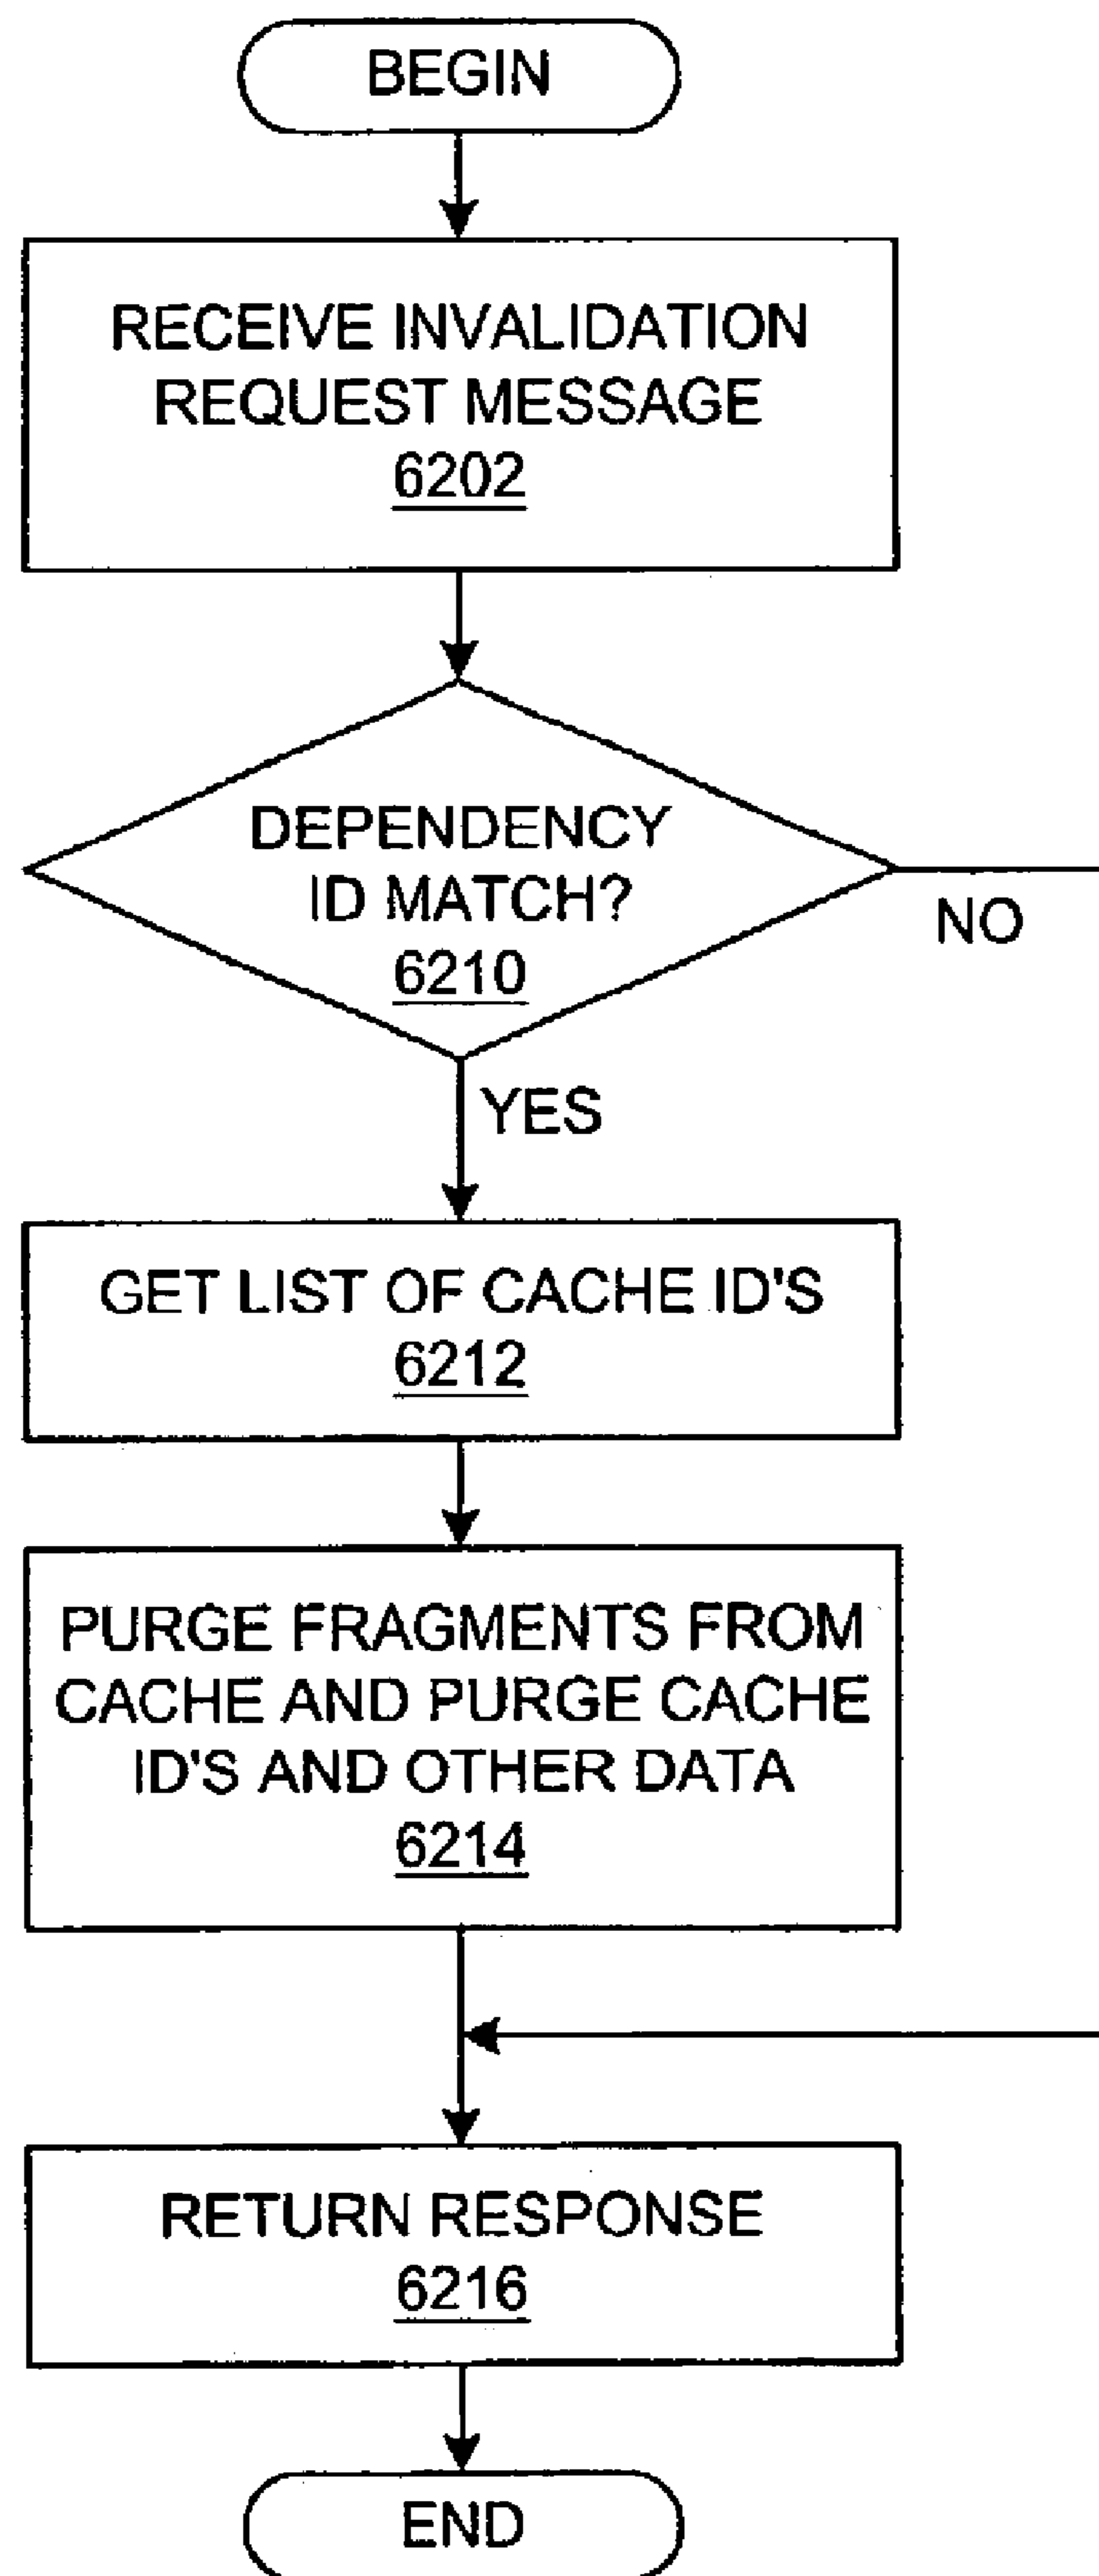 BEGIN
RECEIVE INVALIDATION
REQUEST MESSAGE
6202
DEPENDENCY
ID MATCH?
6210
NO
YES
GET LIST OF CACHE ID'S
6212
PURGE FRAGMENTS FROM
CACHE AND PURGE CACHE
ID'S AND OTHER DATA
6214
RETURN RESPONSE
6216
END